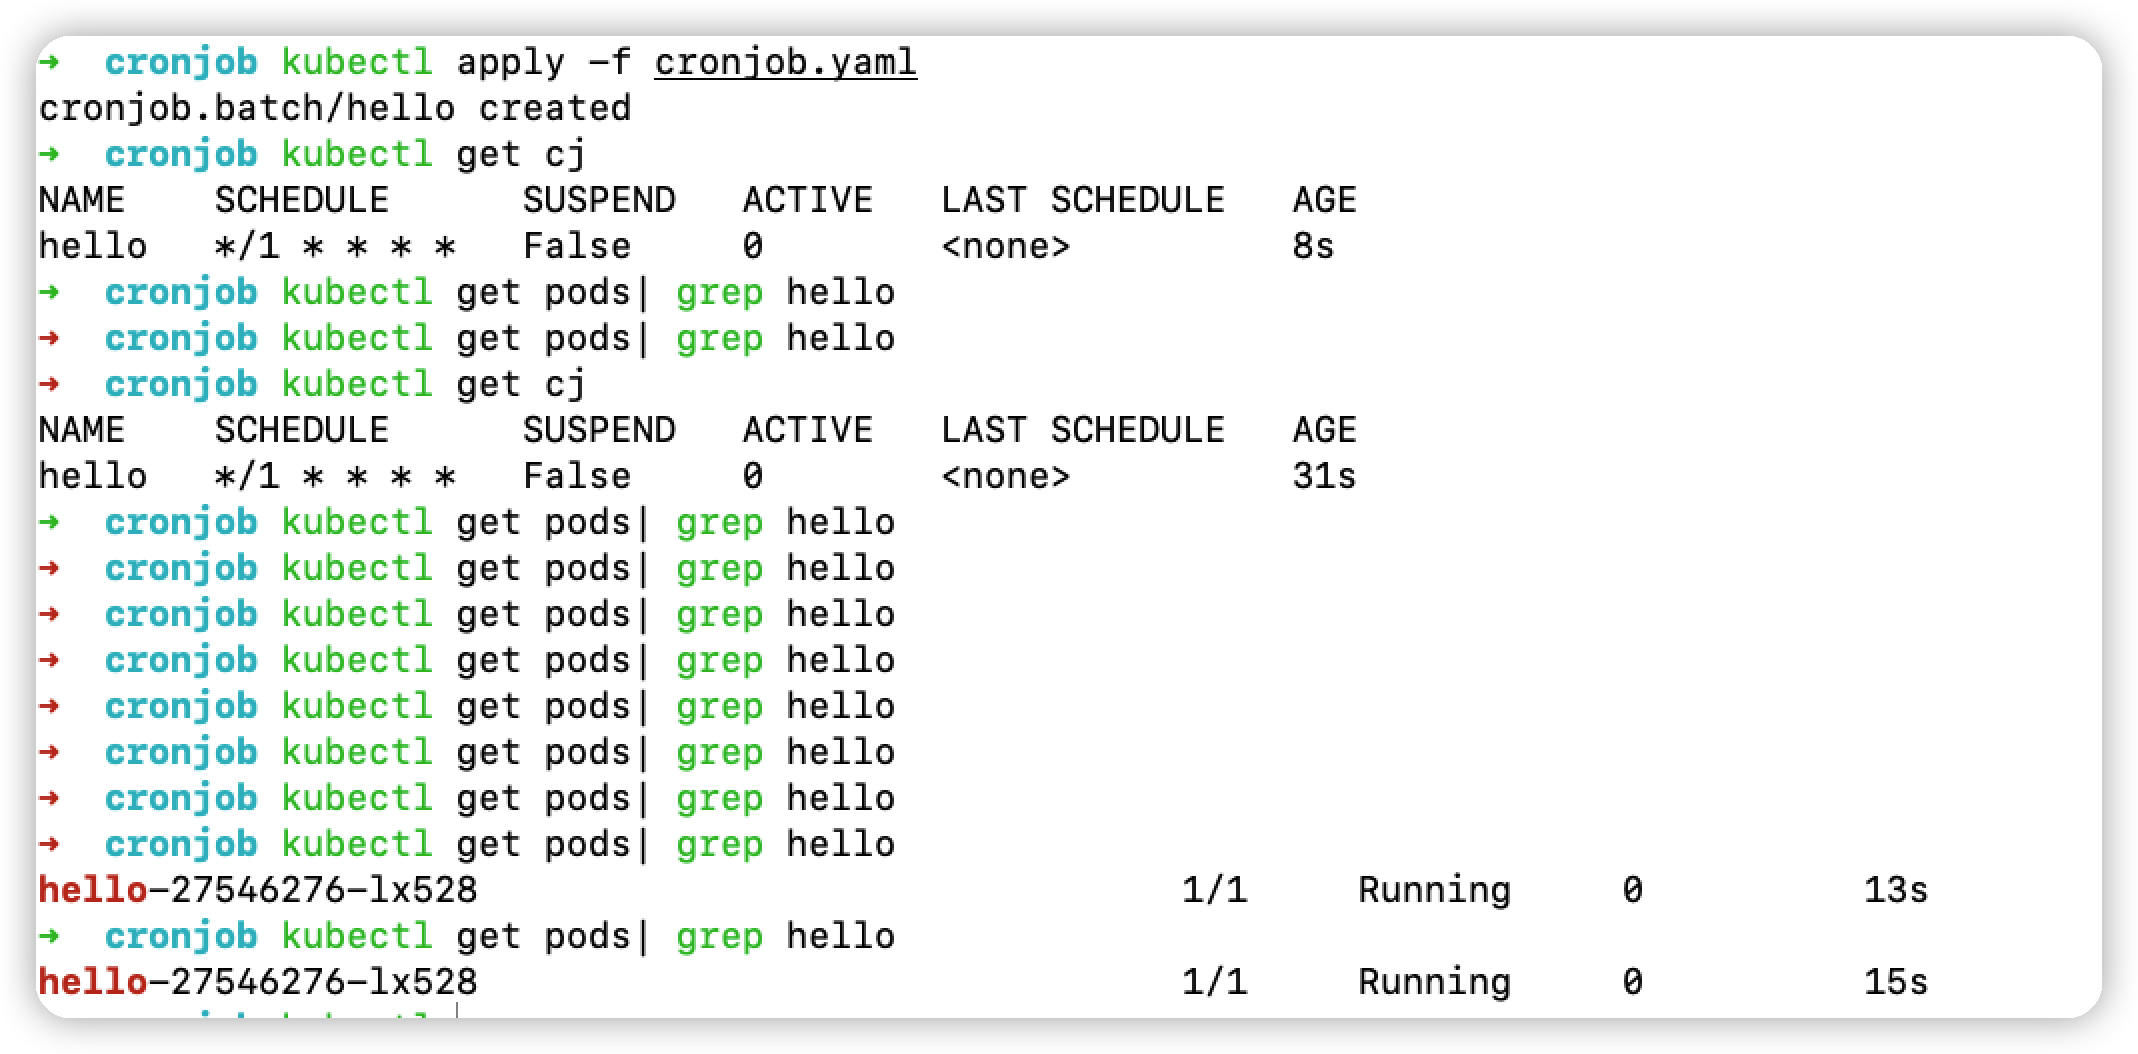 ➜  cronjob kubectl apply -f cronjob.yaml
cronjob.batch/hello created
➜  cronjob kubectl get cj
NAME    SCHEDULE      SUSPEND   ACTIVE   LAST SCHEDULE   AGE
hello   */1 * * * *   False     0        <none>          8s
➜  cronjob kubectl get pods| grep hello
➜  cronjob kubectl get pods| grep hello
➜  cronjob kubectl get cj
NAME    SCHEDULE      SUSPEND   ACTIVE   LAST SCHEDULE   AGE
hello   */1 * * * *   False     0        <none>          31s
➜  cronjob kubectl get pods| grep hello
➜  cronjob kubectl get pods| grep hello
➜  cronjob kubectl get pods| grep hello
➜  cronjob kubectl get pods| grep hello
➜  cronjob kubectl get pods| grep hello
➜  cronjob kubectl get pods| grep hello
➜  cronjob kubectl get pods| grep hello
➜  cronjob kubectl get pods| grep hello
hello-27546276-lx528                                1/1     Running     0          13s
➜  cronjob kubectl get pods| grep hello
hello-27546276-lx528                                1/1     Running     0          15s